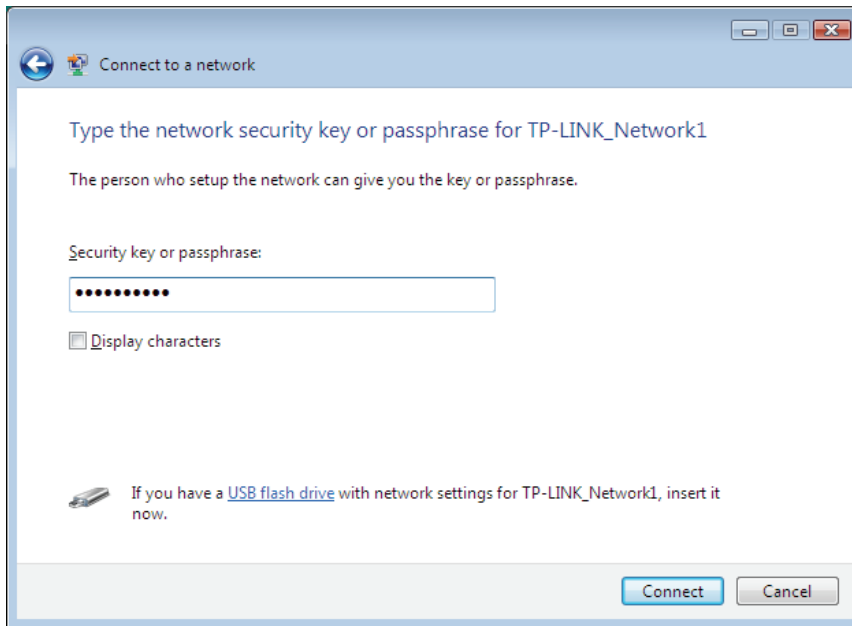 Connect to a network
Type the network security key or passphrase for TP-LINK_Network1
The person who setup the network can give you the key or passphrase.
Security key or passphrase:
••••••••••
Display characters
If you have a USB flash drive with network settings for TP-LINK_Network1, insert it
now.
Connect Cancel